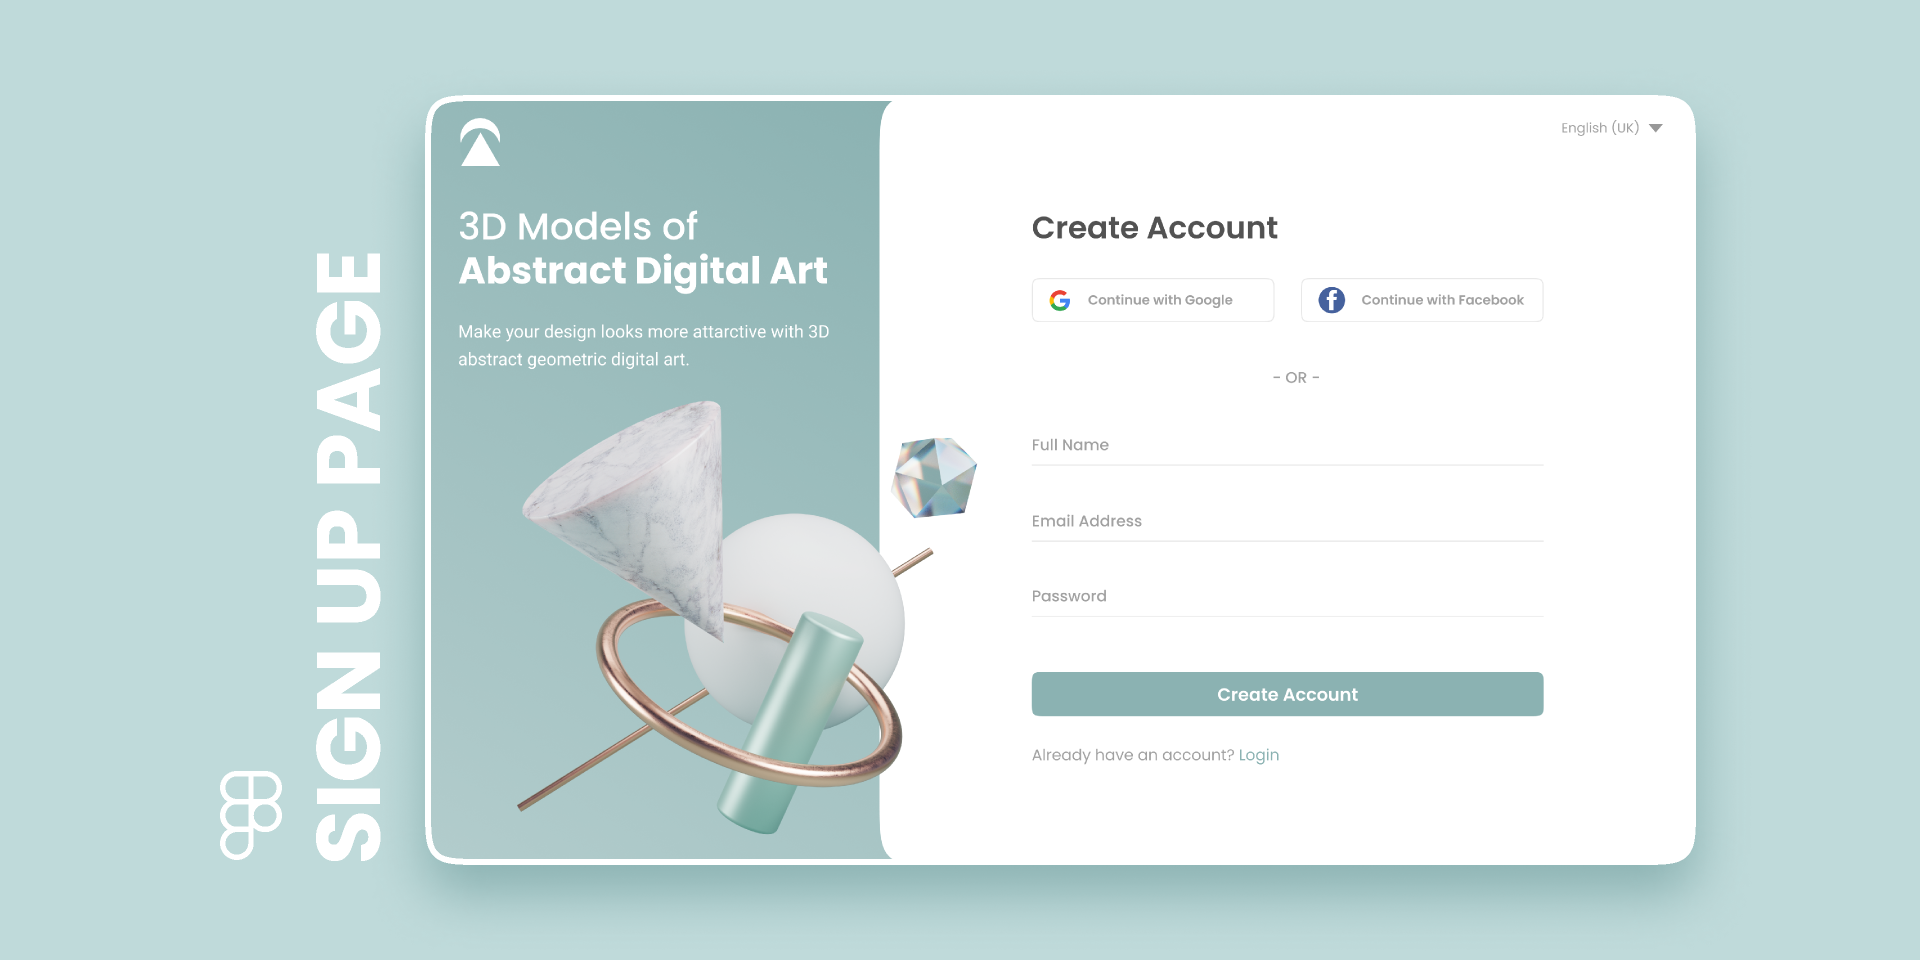 SIGN UP PAGE
3D Models of
Abstract Digital Art
Make your design looks more attarctive with 3D
abstract geometric digital art.
English (UK)
Create Account
Continue with Google
Continue with Facebook
- OR -
Full Name
Email Address
Password
Create Account
Already have an account? Login